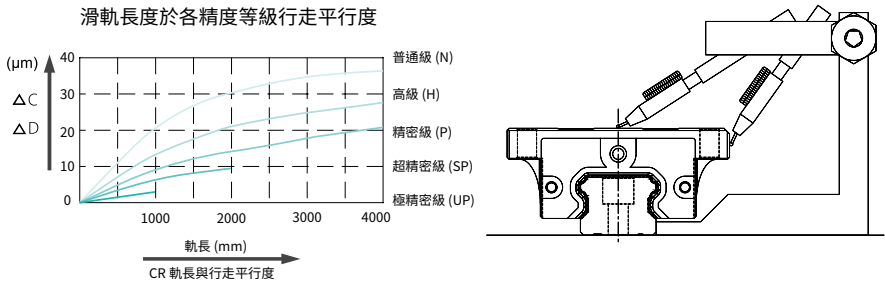 滑軌長度於各精度等級行走平行度
(μm)
△C
△D
40
30
20
10
0
1000
2000
3000
4000
普通級 (N)
高級 (H)
精密級 (P)
超精密級 (SP)
極精密級 (UP)
軌長 (mm)
CR 軌長與行走平行度